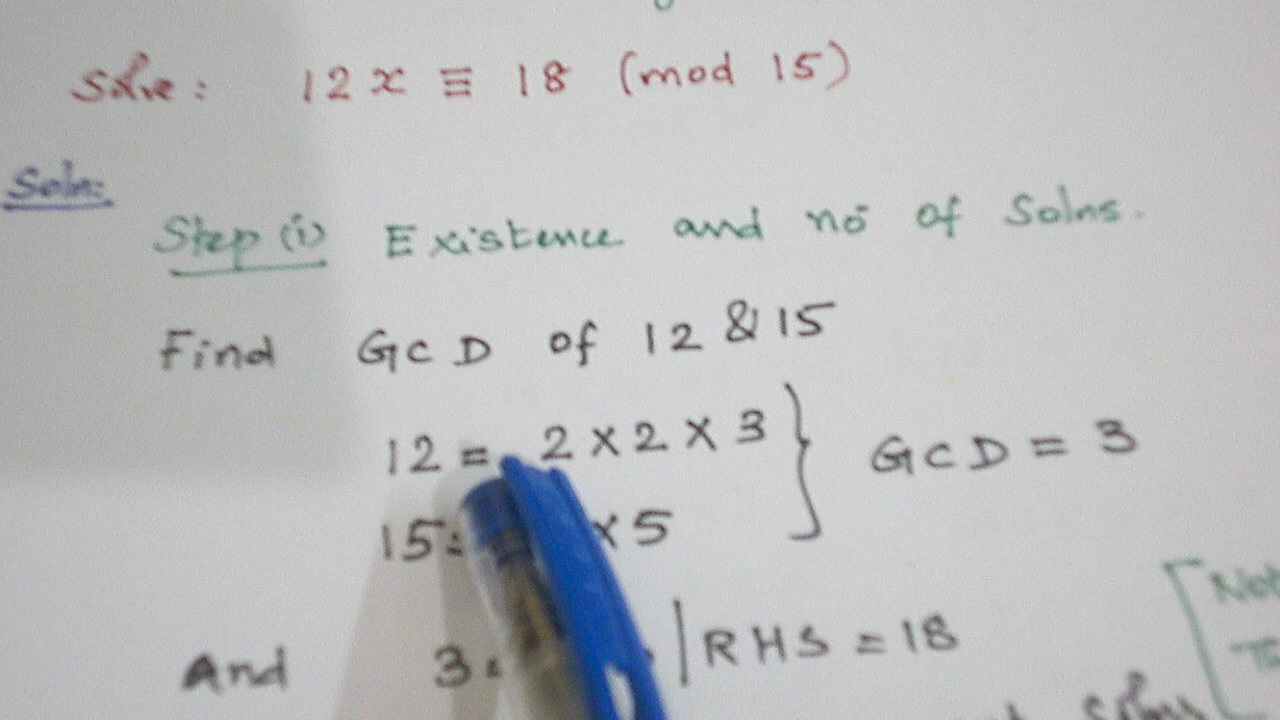 Solve: 12x ≡ 18 (mod 15)
Soln:
Step (i) Existence and no of Solns.
Find GCD of 12 & 15
12 = 2 × 2 × 3 } GCD = 3
15 = × 5
And 3 | RHS = 18
Solns